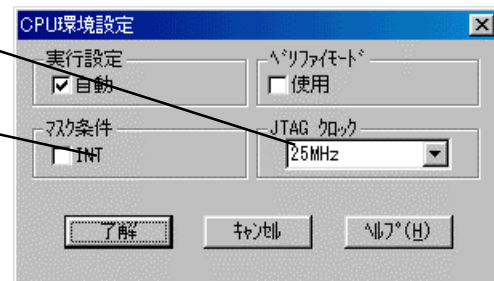 CPU環境設定
実行設定
自動
ﾍﾞﾘﾌｧｲﾓｰﾄﾞ
使用
ﾏｽｸ条件
INT
JTAG ｸﾛｯｸ
25MHz
了解
ｷｬﾝｾﾙ
ﾍﾙﾌﾟ(H)